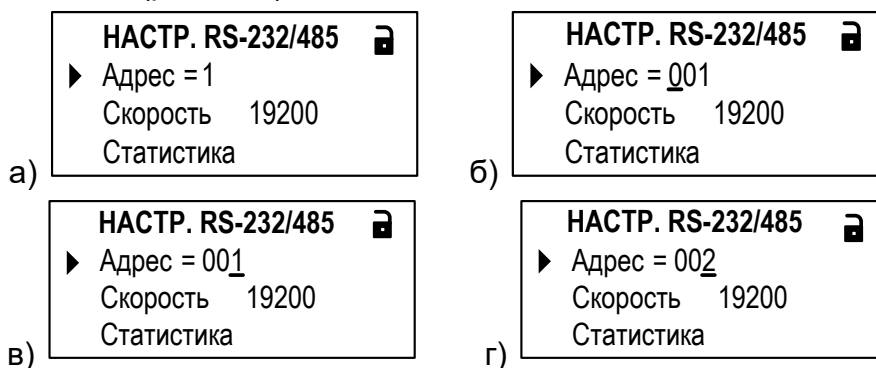 НАСТР. RS-232/485
Адрес = 1
Скорость 19200
Статистика
а)
НАСТР. RS-232/485
Адрес = 001
Скорость 19200
Статистика
б)
НАСТР. RS-232/485
Адрес = 001
Скорость 19200
Статистика
в)
НАСТР. RS-232/485
Адрес = 002
Скорость 19200
Статистика
г)